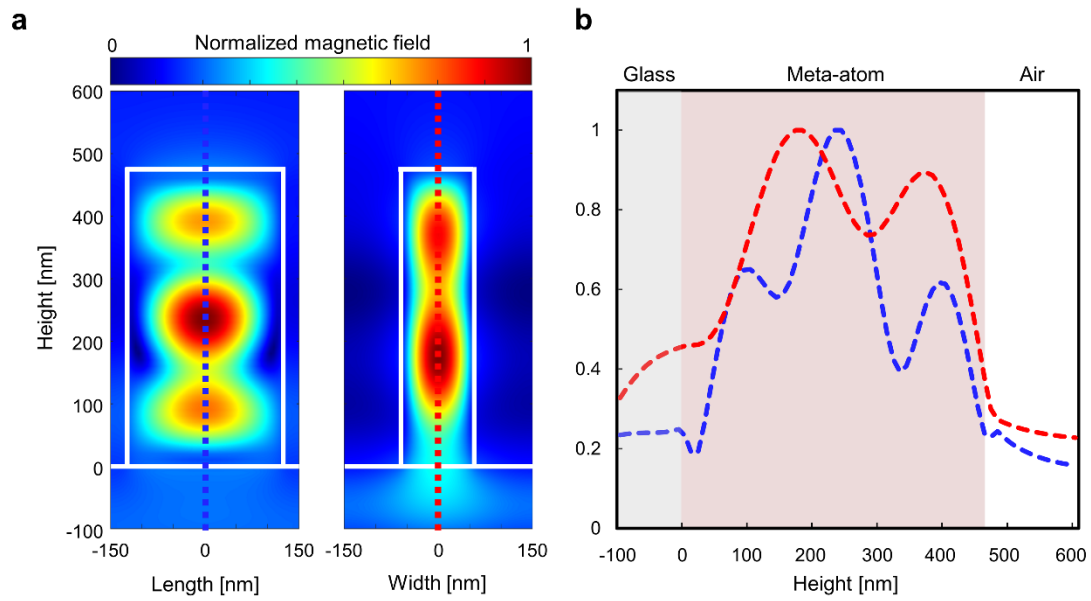 a
0 Normalized magnetic field 1
600
500
400
300
200
100
0
-100
Height [nm]
-150 0 150
-150 0 150
Length [nm]
Width [nm]
b
Glass Meta-atom Air
1
0.8
0.6
0.4
0.2
0
-100 0 100 200 300 400 500 600
Height [nm]